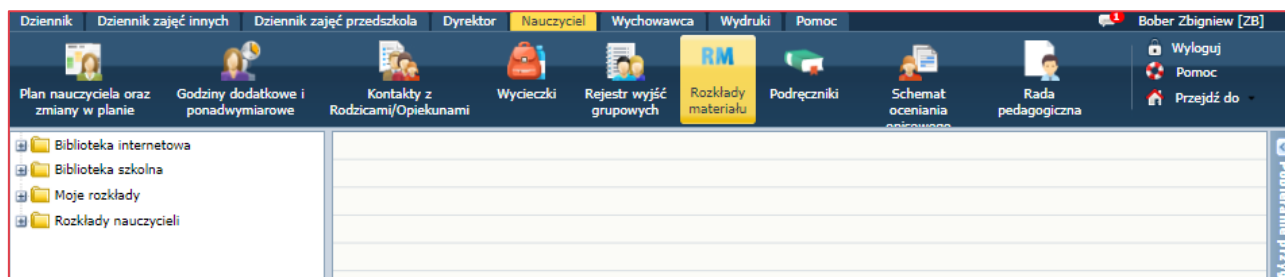 Dziennik Dziennik zajęć innych Dziennik zajęć przedszkola Dyrektor Nauczyciel Wychowawca Wydruki Pomoc 1 Bober Zbigniew [ZB]
Plan nauczyciela oraz
zmiany w planie
Godziny dodatkowe i
ponadwymiarowe
Kontakty z
Rodzicami/Opiekunami
Wycieczki
Rejestr wyjść
grupowych
RM
Rozkłady
materiału
Podręczniki
Schemat
oceniania
opisowego
Rada
pedagogiczna
Wyloguj
Pomoc
Przejdź do
Biblioteka internetowa
Biblioteka szkolna
Moje rozkłady
Rozkłady nauczycieli